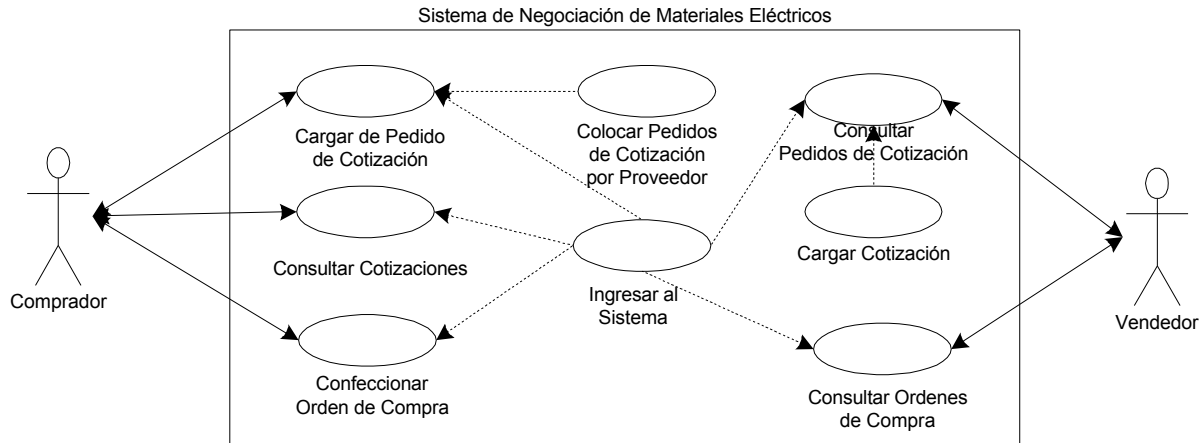 Sistema de Negociación de Materiales Eléctricos
Cargar de Pedido
de Cotización
Colocar Pedidos
de Cotización
por Proveedor
Consultar
Pedidos de Cotización
Consultar Cotizaciones
Ingresar al
Sistema
Cargar Cotización
Comprador
Vendedor
Confeccionar
Orden de Compra
Consultar Ordenes
de Compra